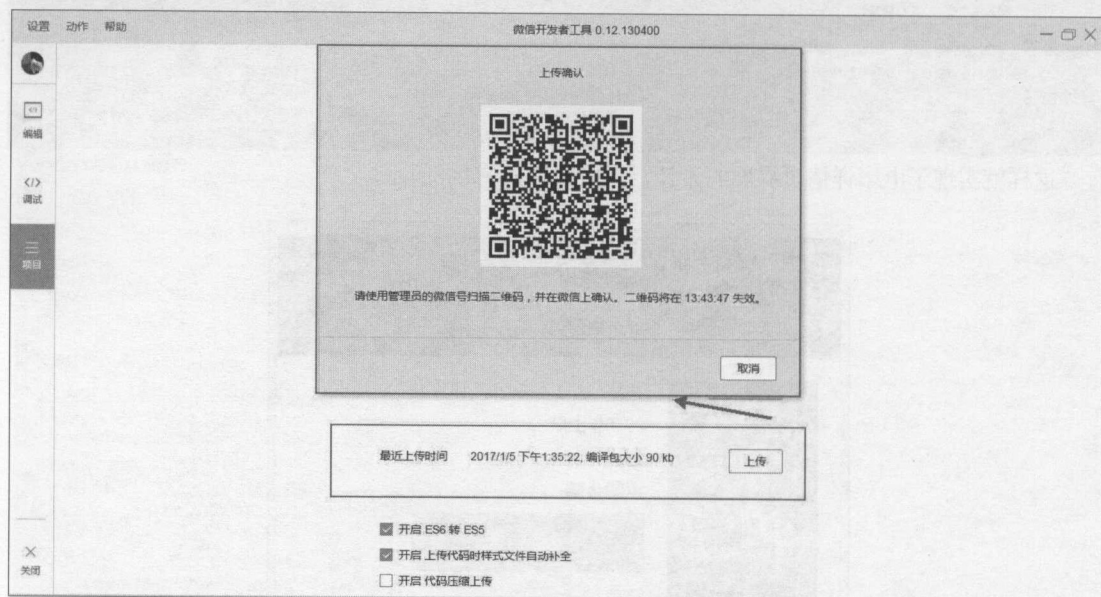 设置 动作 帮助
微信开发者工具 0.12.130400
上传确认
编辑
</>
调试
项目
请使用管理员的微信号扫描二维码，并在微信上确认。二维码将在 13:43:47 失效。
取消
最近上传时间 2017/1/5 下午1:35:22, 编译包大小 90 kb
上传
开启 ES6 转 ES5
开启 上传代码时样式文件自动补全
开启 代码压缩上传
关闭